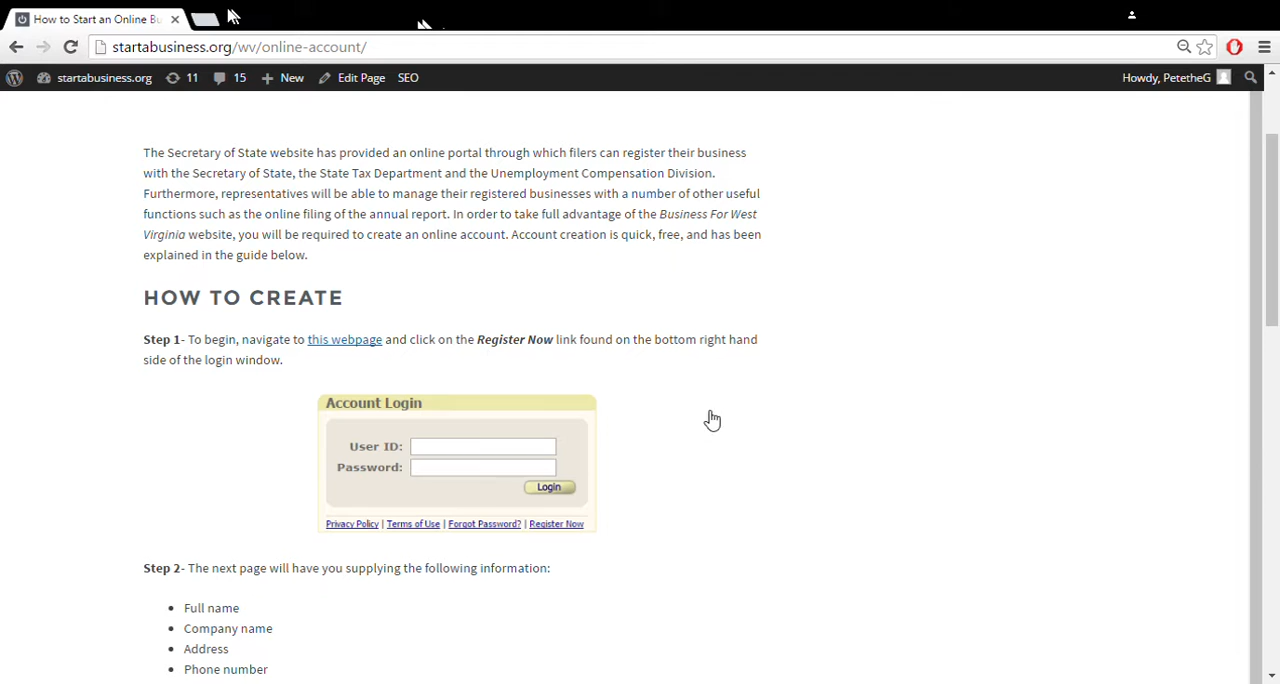 How to Start an Online Bu
startabusiness.org/wv/online-account/
startabusiness.org 11 15 New Edit Page SEO Howdy, PetetheG
The Secretary of State website has provided an online portal through which filers can register their business
with the Secretary of State, the State Tax Department and the Unemployment Compensation Division.
Furthermore, representatives will be able to manage their registered businesses with a number of other useful
functions such as the online filing of the annual report. In order to take full advantage of the Business For West
Virginia website, you will be required to create an online account. Account creation is quick, free, and has been
explained in the guide below.
HOW TO CREATE
Step 1- To begin, navigate to this webpage and click on the Register Now link found on the bottom right hand
side of the login window.
Account Login
User ID:
Password:
Login
Privacy Policy | Terms of Use | Forgot Password? | Register Now
Step 2- The next page will have you supplying the following information:
• Full name
• Company name
• Address
• Phone number